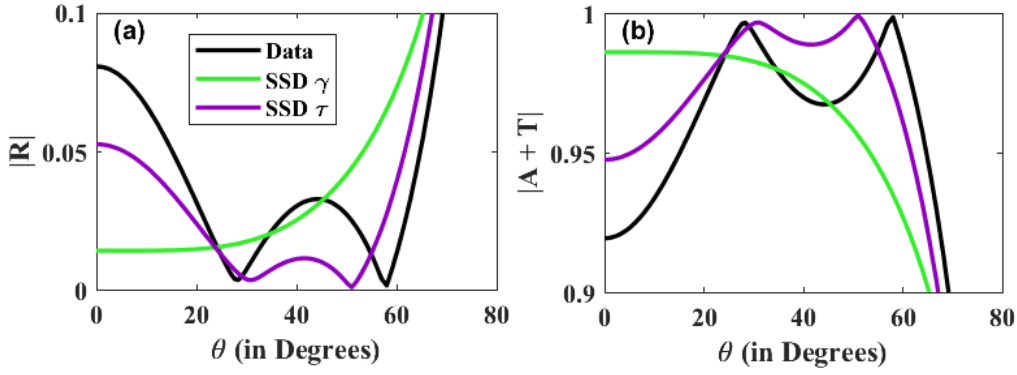 (a)
Data
SSD γ
SSD τ
|R|
0.1
0.05
0
0 20 40 60 80
θ (in Degrees)
(b)
|A + T|
1
0.95
0.9
0 20 40 60 80
θ (in Degrees)